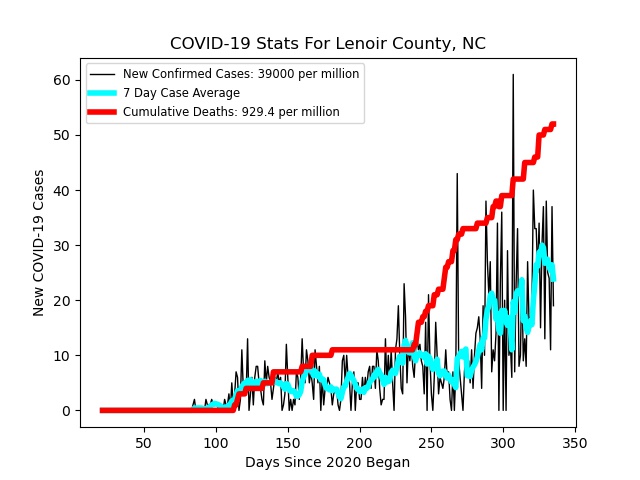 COVID-19 Stats For Lenoir County, NC
New Confirmed Cases: 39000 per million
7 Day Case Average
Cumulative Deaths: 929.4 per million
New COVID-19 Cases
60
50
40
30
20
10
0
50
100
150
200
250
300
350
Days Since 2020 Began